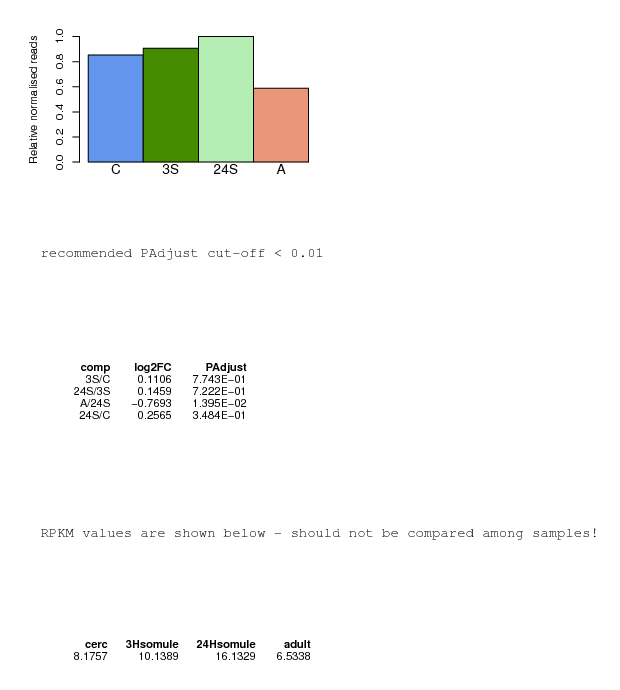 Relative normalised reads
1.0
0.8
0.6
0.4
0.2
0.0
C 3S 24S A
recommended PAdjust cut-off < 0.01
comp log2FC PAdjust
3S/C 0.1106 7.743E−01
24S/3S 0.1459 7.222E−01
A/24S −0.7693 1.395E−02
24S/C 0.2565 3.484E−01
RPKM values are shown below - should not be compared among samples!
cerc 3Hsomule 24Hsomule adult
8.1757 10.1389 16.1329 6.5338